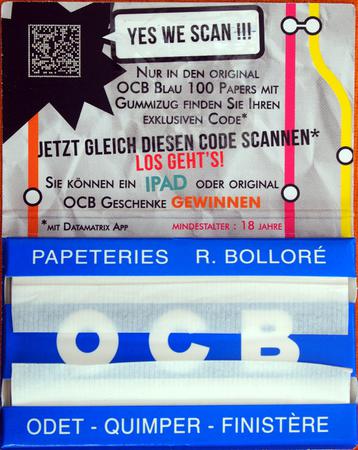 YES WE SCAN !!!
NUR IN DEN ORIGINAL
OCB BLAU 100 PAPERS MIT
GUMMIZUG FINDEN SIE IHREN
EXKLUSIVEN CODE*
JETZT GLEICH DIESEN CODE SCANNEN*
LOS GEHT'S!
SIE KÖNNEN EIN IPAD ODER ORIGINAL
OCB GESCHENKE GEWINNEN
*MIT DATAMATRIX APP MINDESTALTER : 18 JAHRE
PAPETERIES R. BOLLORÉ
OCB
ODET - QUIMPER - FINISTÈRE